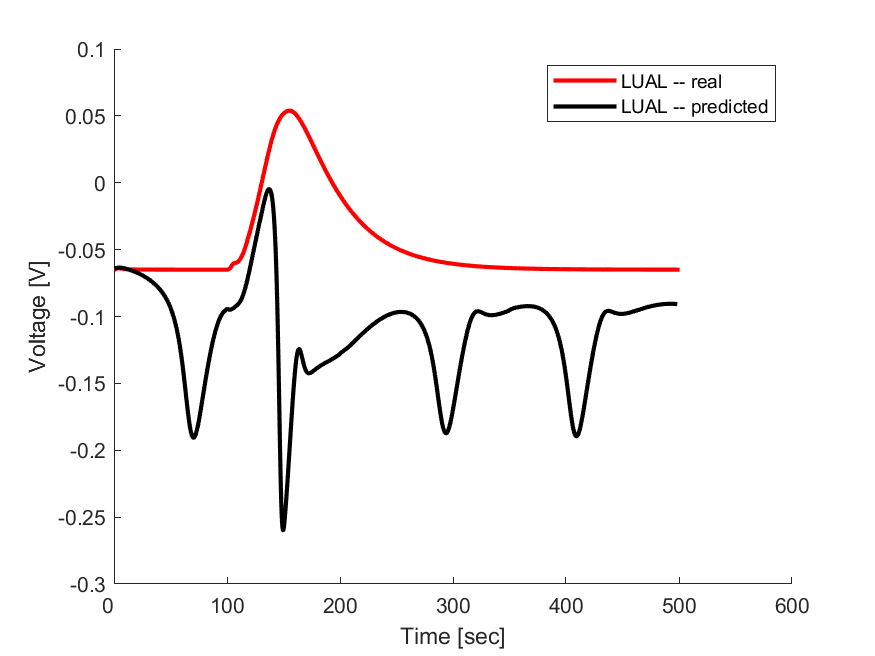 0.1
0.05
0
-0.05
-0.1
-0.15
-0.2
-0.25
-0.3
Voltage [V]
LUAL -- real
LUAL -- predicted
0 100 200 300 400 500 600
Time [sec]